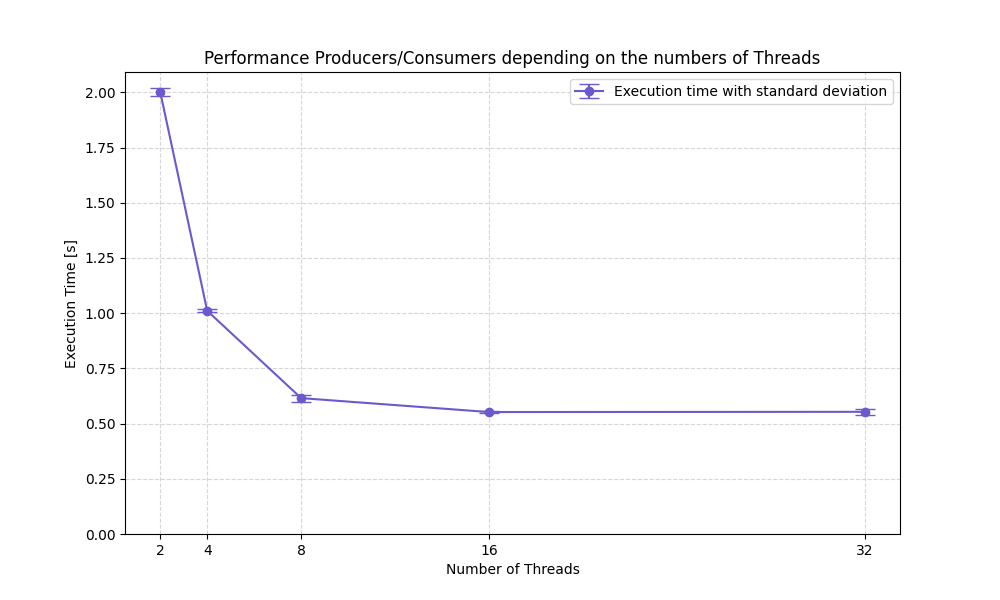 Performance Producers/Consumers depending on the numbers of Threads
Execution time with standard deviation
Execution Time [s]
2.00
1.75
1.50
1.25
1.00
0.75
0.50
0.25
0.00
2 4 8 16 32
Number of Threads